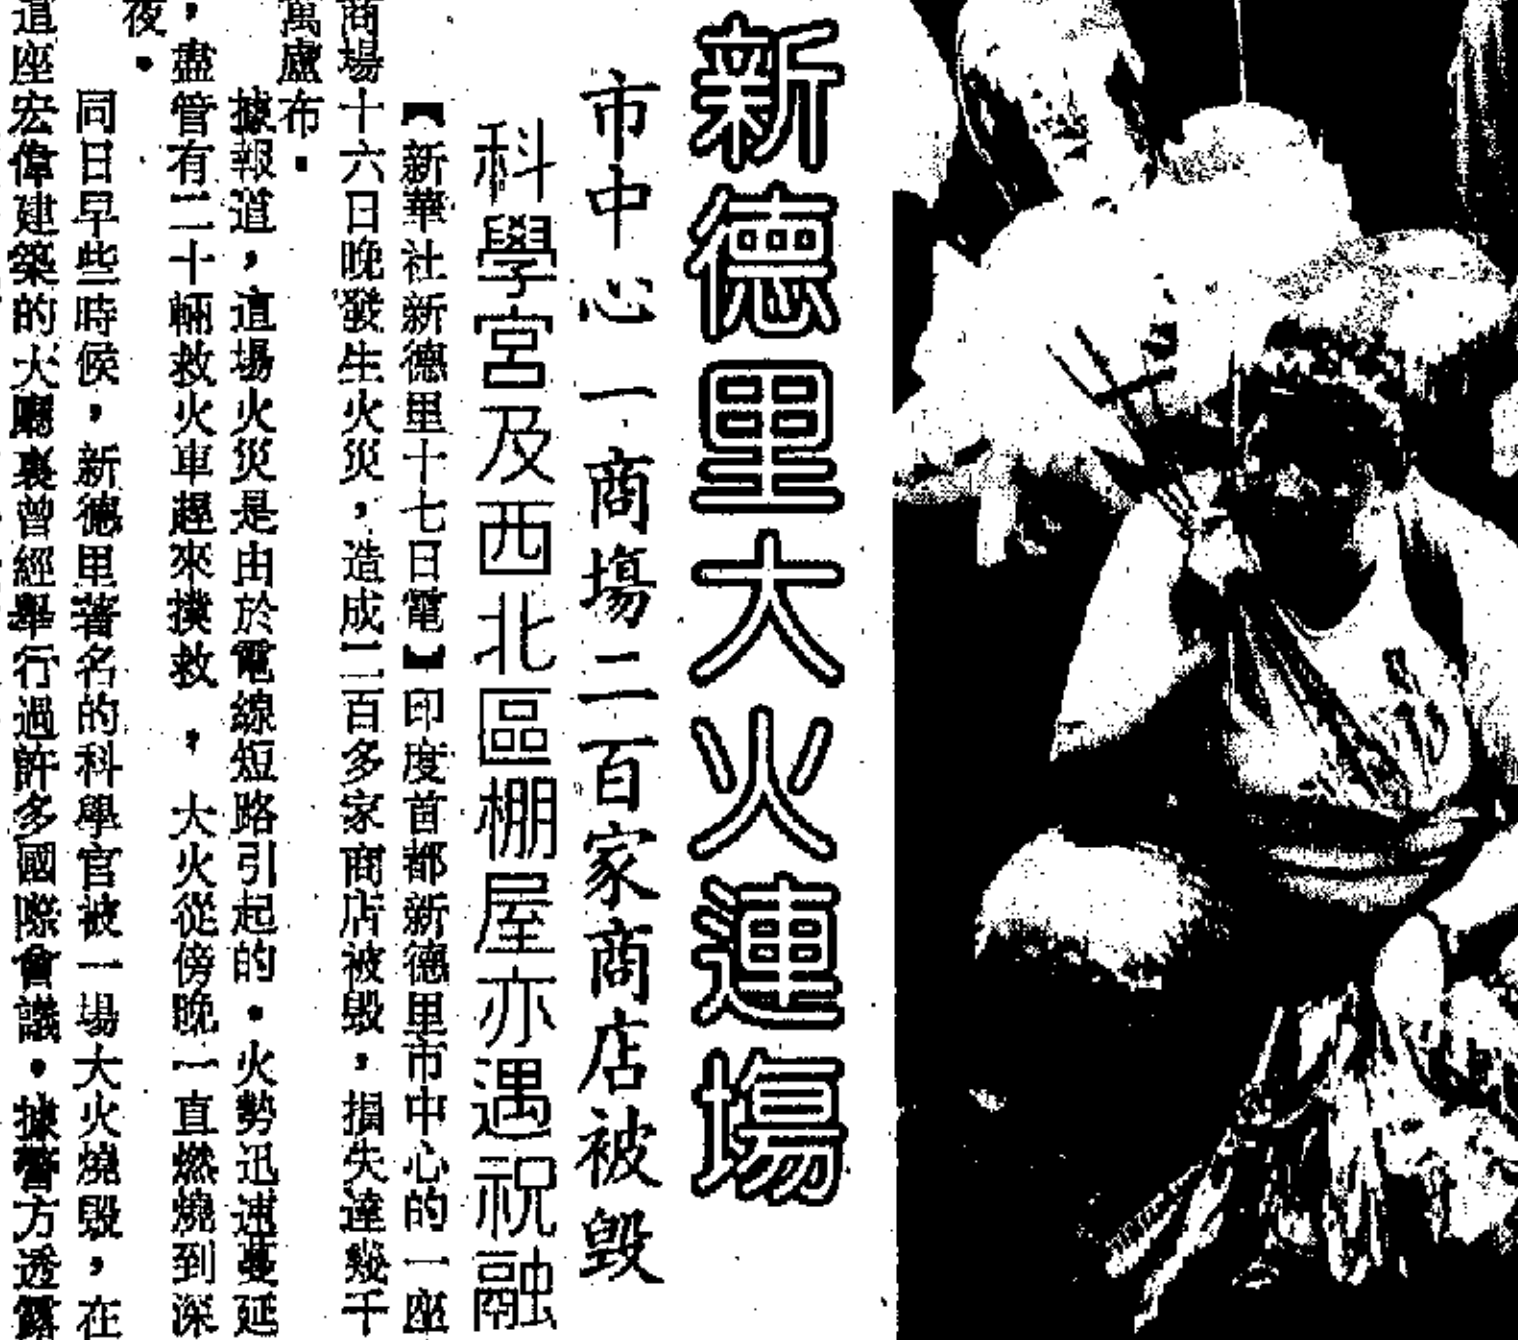 新德里大火連塲
市中心一商塲二百家商店被毀
科學宮及西北區棚屋亦遇祝融
【新華社新德里十七日電】印度首都新德里市中心的一座
商場十六日晚發生火災，造成二百多家商店被毀，損失達幾千
萬盧布。
據報道，這場火災是由於電線短路引起的。火勢迅速蔓延
，盡管有二十輛救火車趕來撲救，大火從傍晚一直燃燒到深
夜。
同日早些時候，新德里著名的科學官被一場大火燒毀，在
這座宏偉建築的大廳裏曾經舉行過許多國際會議。據警方透露